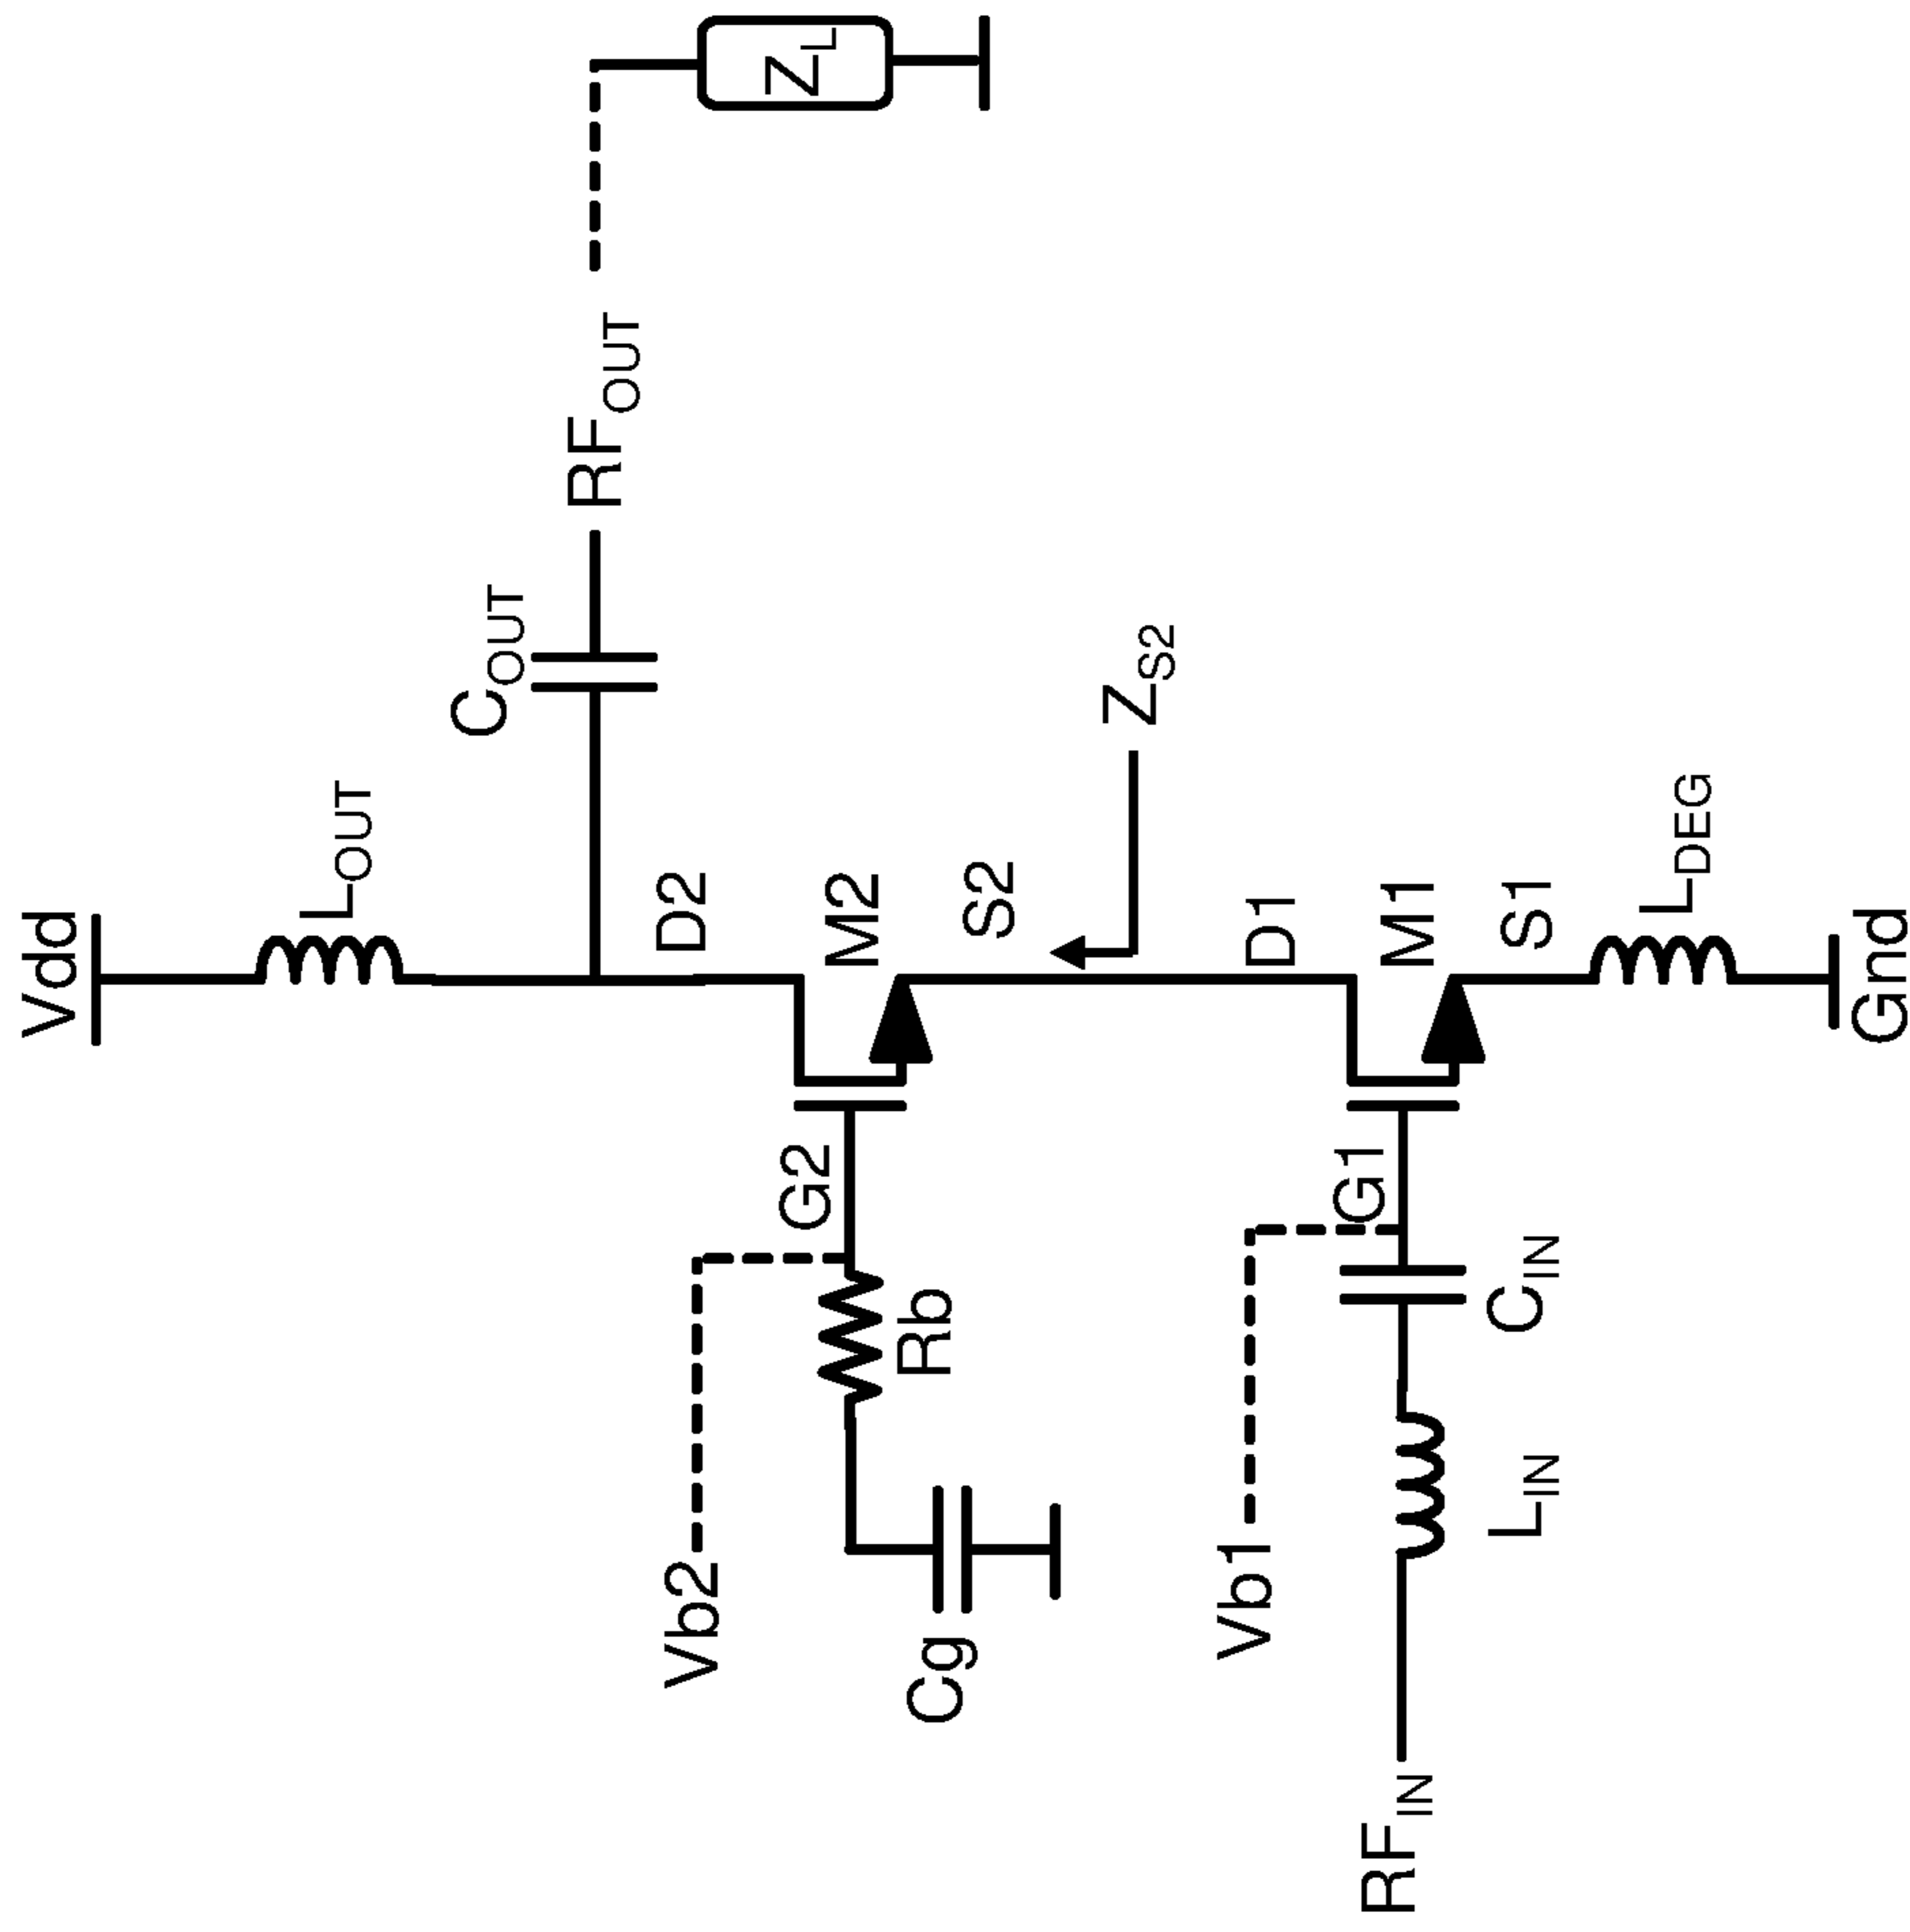 Vdd
L_OUT
C_OUT
RF_OUT
Z_L
D2
M2
G2
S2
Vb2
Rb
Cg
Z_S2
D1
M1
G1
S1
Vb1
C_IN
L_IN
RF_IN
L_DEG
Gnd